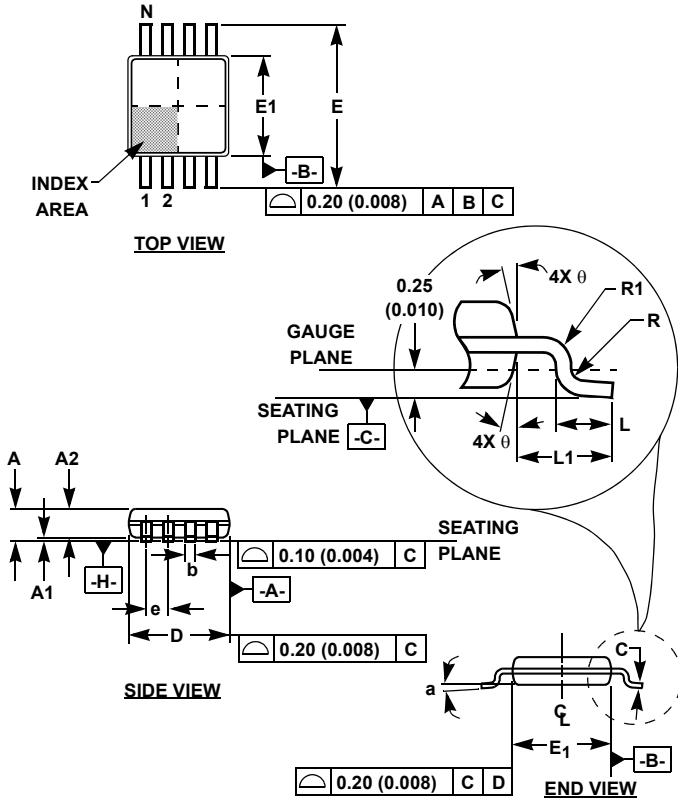 N
E1
E
-B-
INDEX
AREA
1 2
0.20 (0.008) A B C
TOP VIEW
0.25
(0.010)
4X θ
R1
R
GAUGE
PLANE
SEATING
PLANE
-C-
4X θ
L
L1
A
A2
SEATING
PLANE
0.10 (0.004) C
A1
-H-
b
-A-
e
D
0.20 (0.008) C
SIDE VIEW
C
a
℄
E1
-B-
0.20 (0.008) C D
END VIEW